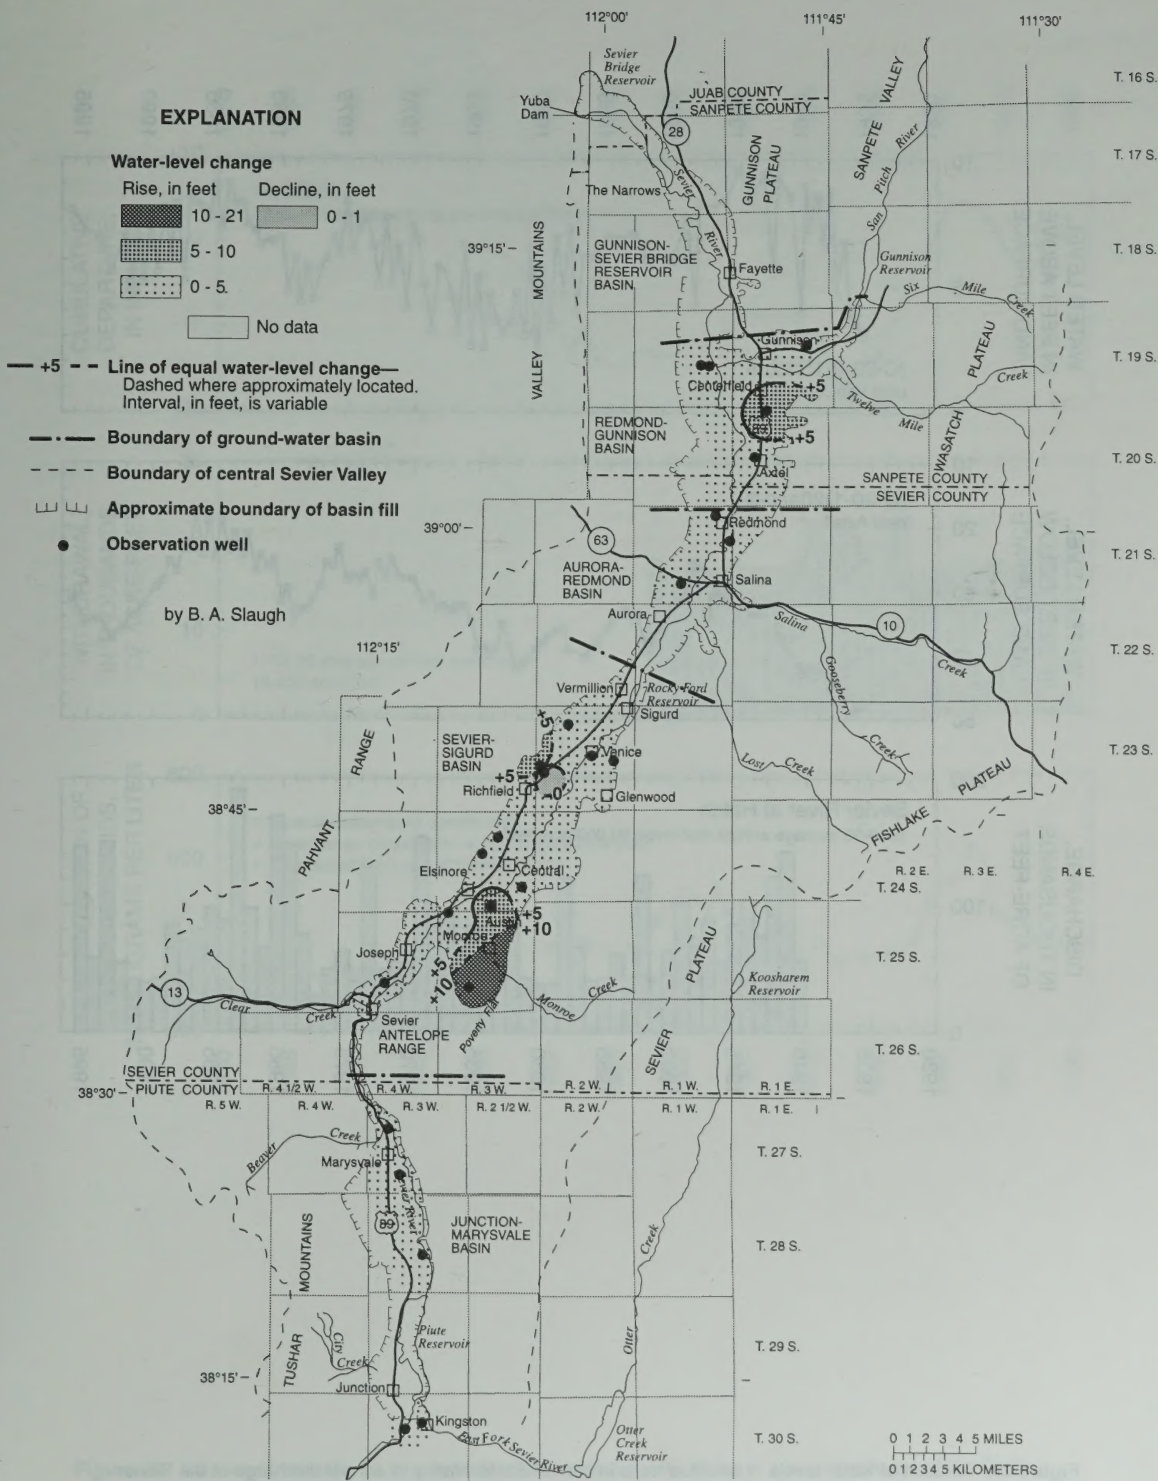 112°00'
111°45'
111°30'
Sevier
Bridge
Reservoir
T. 16 S.
JUAB COUNTY
SANPETE COUNTY
Yuba
Dam
28
EXPLANATION
Water-level change
Rise, in feet
Decline, in feet
10 - 21
0 - 1
5 - 10
0 - 5.
No data
+5
Line of equal water-level change—
Dashed where approximately located.
Interval, in feet, is variable
Boundary of ground-water basin
Boundary of central Sevier Valley
Approximate boundary of basin fill
Observation well
by B. A. Slaugh
SANPETE VALLEY
San Pitch River
GUNNISON
PLATEAU
T. 17 S.
The Narrows
Sevier River
VALLEY MOUNTAINS
39°15'
GUNNISON-
SEVIER BRIDGE
RESERVOIR
BASIN
Fayette
Gunnison
Reservoir
T. 18 S.
Six Mile Creek
Gunnison
T. 19 S.
Centerfield
+5
Twelve Mile Creek
WASATCH PLATEAU
REDMOND-
GUNNISON
BASIN
89
+5
Axtel
T. 20 S.
SANPETE COUNTY
SEVIER COUNTY
39°00'
Redmond
63
T. 21 S.
AURORA-
REDMOND
BASIN
Salina
Aurora
Salina Creek
10
T. 22 S.
112°15'
Gooseberry Creek
Vermillion
Rocky Ford
Reservoir
Sigurd
+5
SEVIER-
SIGURD
BASIN
Venice
T. 23 S.
Lost Creek
+5
0
Richfield
Glenwood
38°45'
PAHVANT RANGE
FISHLAKE PLATEAU
R. 2 E.
R. 3 E.
R. 4 E.
T. 24 S.
Elsinore
Central
+5
+10
Austin
Monroe
Joseph
T. 25 S.
+5
+10
Koosharem
Reservoir
13
Clear Creek
Monroe Creek
Poverty Flat
Sevier
ANTELOPE
RANGE
SEVIER PLATEAU
T. 26 S.
SEVIER COUNTY
PIUTE COUNTY
38°30'
R. 4 1/2 W.
R. 4 W.
R. 3 W.
R. 2 W.
R. 1 W.
R. 1 E.
R. 5 W.
R. 4 W.
R. 3 W.
R. 2 1/2 W.
R. 2 W.
R. 1 W.
R. 1 E.
Beaver Creek
T. 27 S.
Marysvale
River
89
JUNCTION-
MARYSVALE
BASIN
T. 28 S.
TUSHAR MOUNTAINS
Otter Creek
Piute
Reservoir
T. 29 S.
City
Creek
38°15'
Junction
Kingston
East Fork Sevier River
Otter
Creek
Reservoir
T. 30 S.
0 1 2 3 4 5 MILES
0 1 2 3 4 5 KILOMETERS